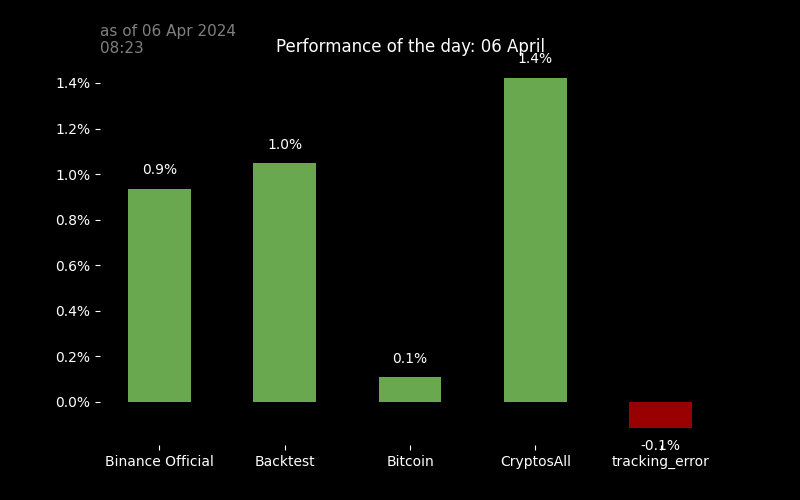 as of 06 Apr 2024
08:23
Performance of the day: 06 April
1.4%
1.4%
1.2%
1.0%
1.0%
0.9%
0.8%
0.6%
0.4%
0.2%
0.1%
0.0%
-0.1%
Binance Official
Backtest
Bitcoin
CryptosAll
tracking_error